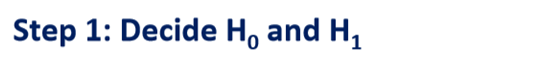 Step 1: Decide H₀ and H₁